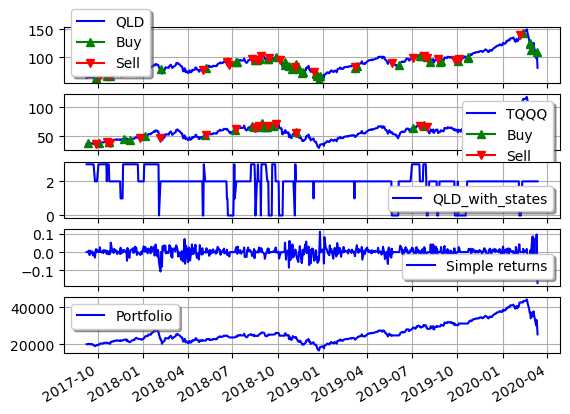 150
100
QLD
Buy
Sell
100
50
TQQQ
Buy
Sell
2
0
QLD_with_states
0.1
0.0
−0.1
Simple returns
40000
20000
Portfolio
2017-10 2018-01 2018-04 2018-07 2018-10 2019-01 2019-04 2019-07 2019-10 2020-01 2020-04